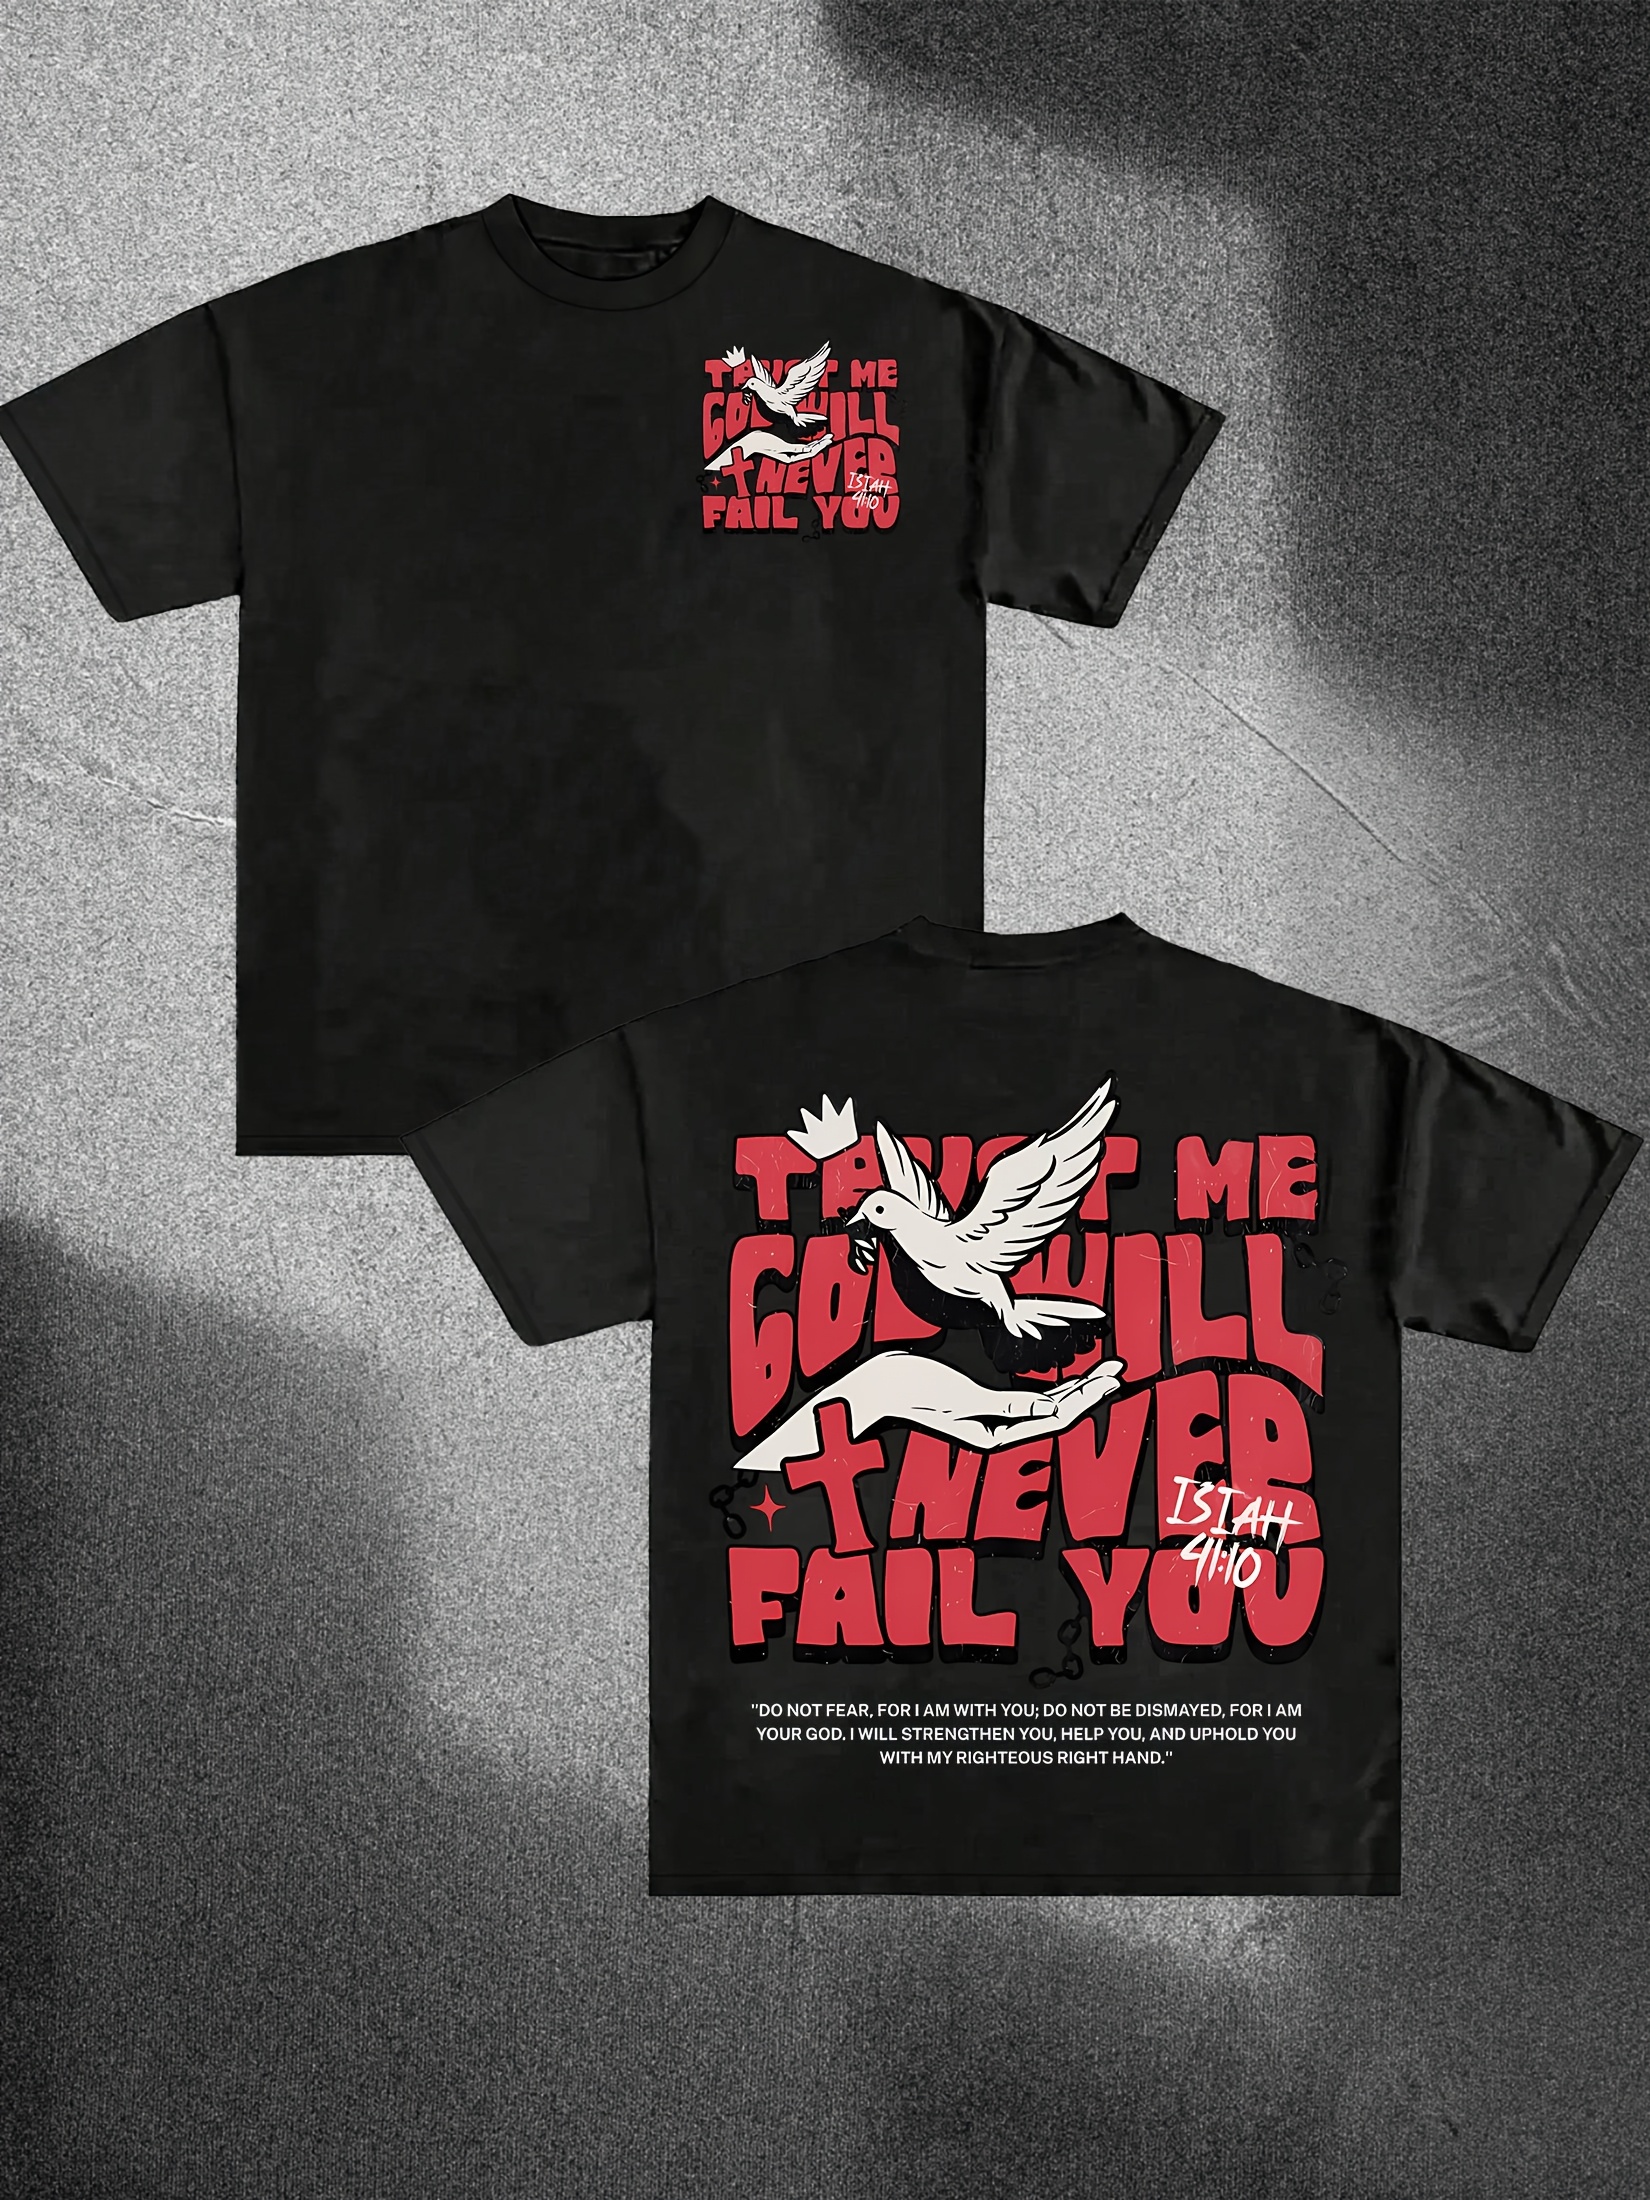 TRUST ME
GOD WILL
NEVER
ISIAH
41:10
FAIL YOU
TRUST ME
GOD WILL
NEVER
ISIAH
41:10
FAIL YOU
"DO NOT FEAR, FOR I AM WITH YOU; DO NOT BE DISMAYED, FOR I AM
YOUR GOD. I WILL STRENGTHEN YOU, HELP YOU, AND UPHOLD YOU
WITH MY RIGHTEOUS RIGHT HAND."